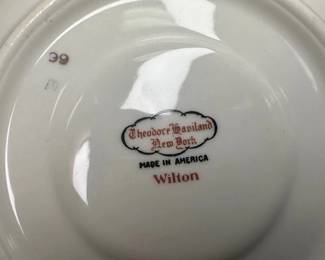 39
Theodore Haviland
New York
MADE IN AMERICA
Wilton